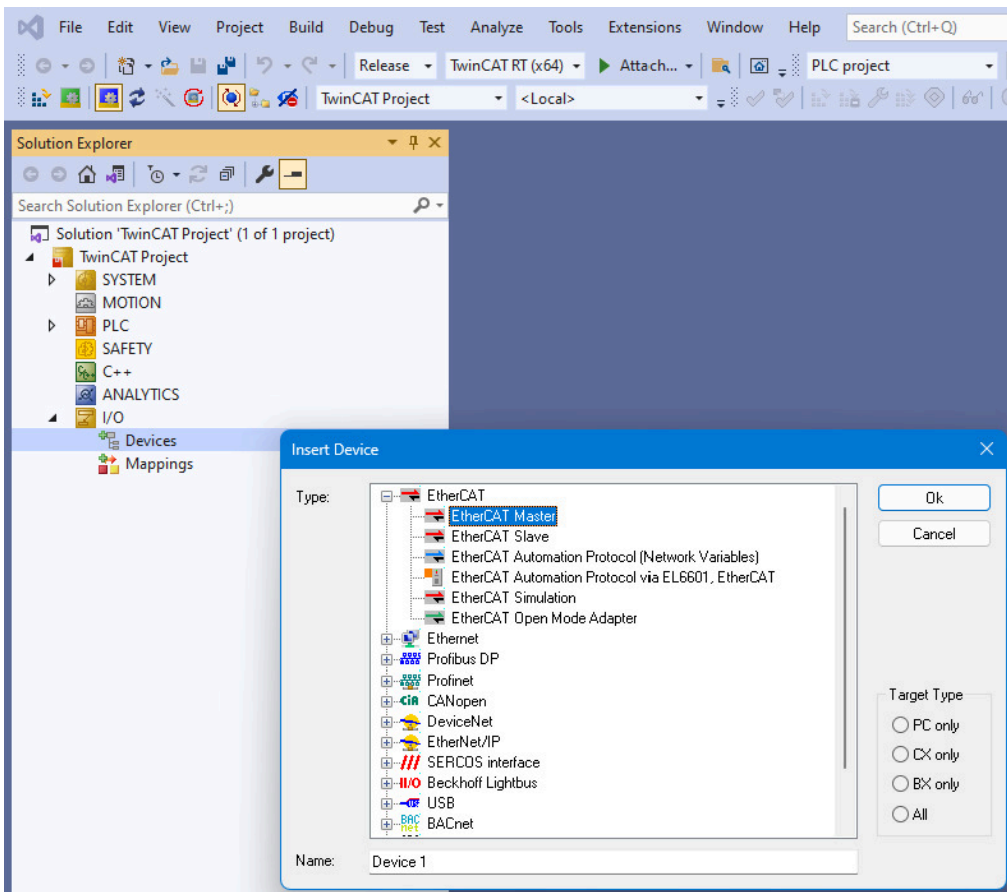 File Edit View Project Build Debug Test Analyze Tools Extensions Window Help Search (Ctrl+Q)
Release TwinCAT RT (x64) Attach... PLC project
TwinCAT Project <Local>
Solution Explorer
Search Solution Explorer (Ctrl+;)
Solution 'TwinCAT Project' (1 of 1 project)
TwinCAT Project
SYSTEM
MOTION
PLC
SAFETY
C++
ANALYTICS
I/O
Devices
Mappings
Insert Device
Type:
EtherCAT
EtherCAT Master
EtherCAT Slave
EtherCAT Automation Protocol (Network Variables)
EtherCAT Automation Protocol via EL6601, EtherCAT
EtherCAT Simulation
EtherCAT Open Mode Adapter
Ethernet
Profibus DP
Profinet
CANopen
DeviceNet
EtherNet/IP
SERCOS interface
Beckhoff Lightbus
USB
BACnet
Ok
Cancel
Target Type
PC only
CX only
BX only
All
Name: Device 1